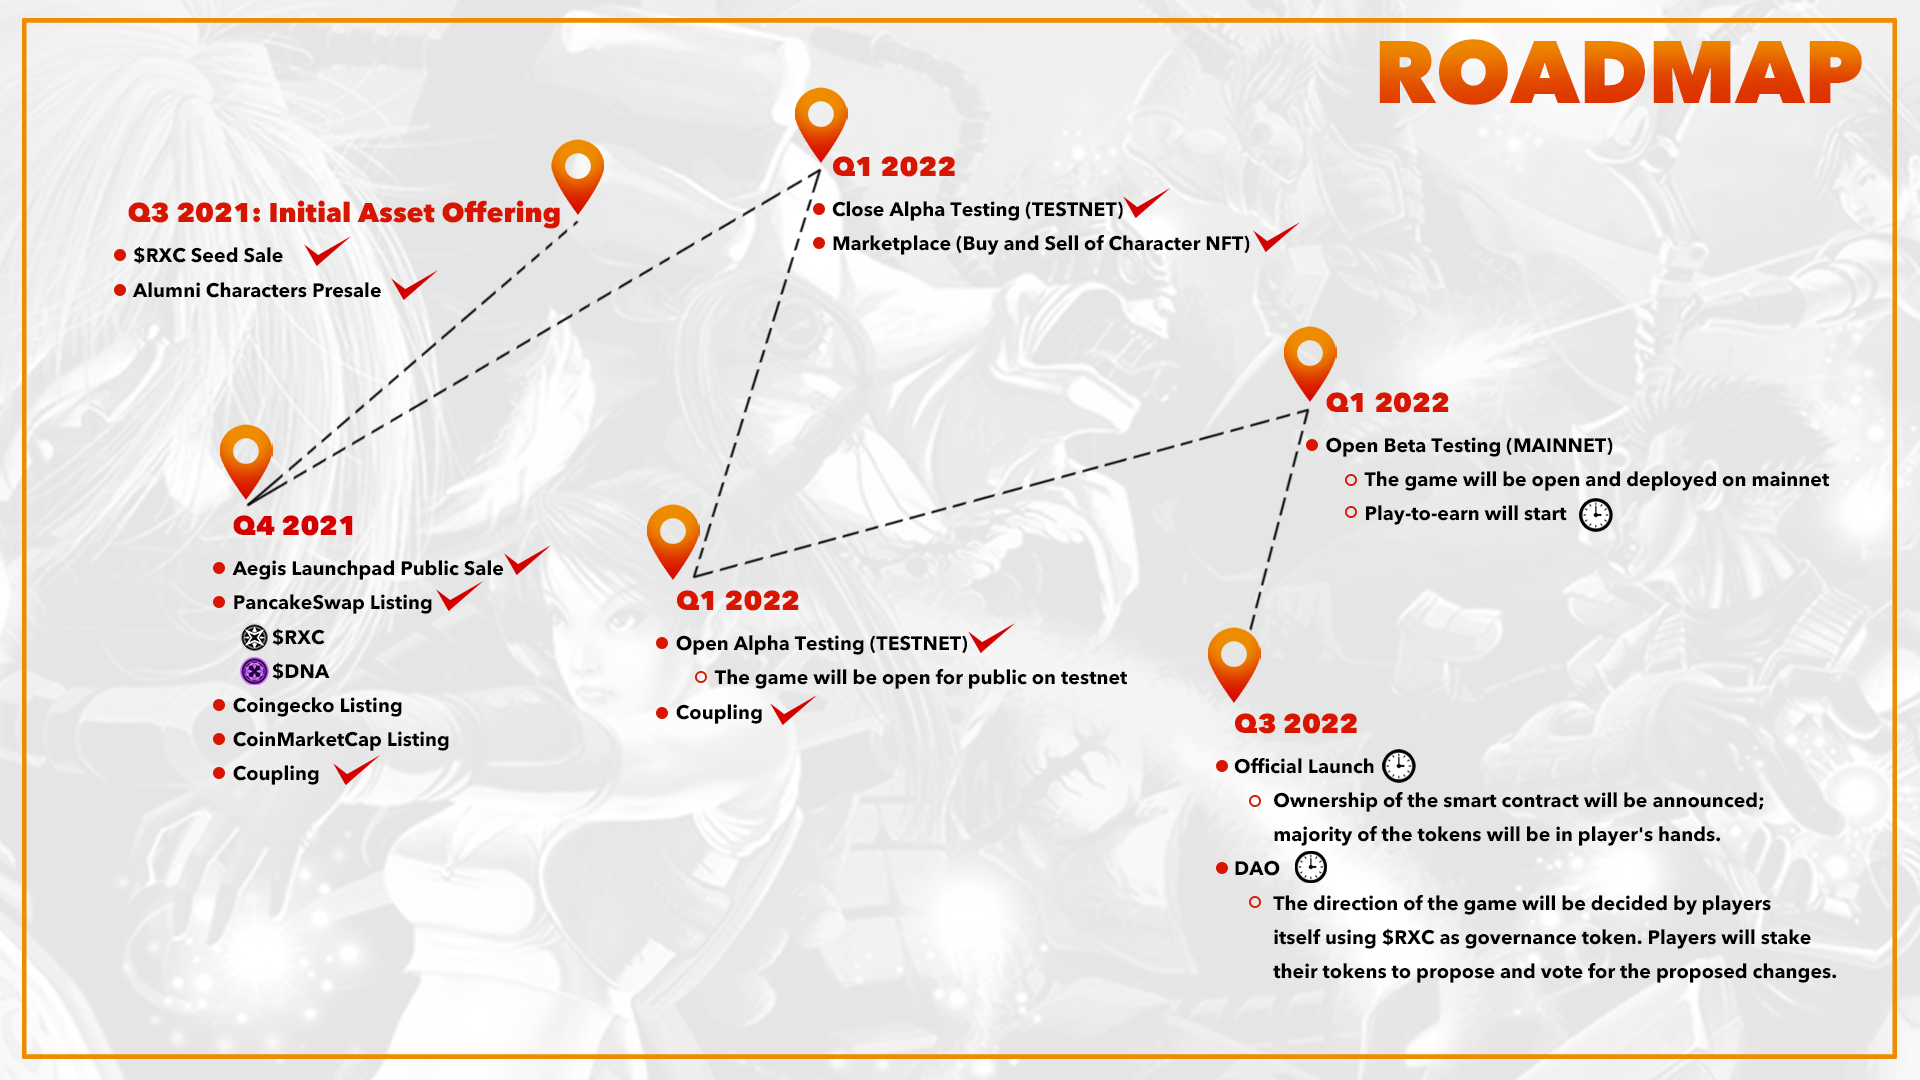 ROADMAP
Q3 2021: Initial Asset Offering
$RXC Seed Sale
Alumni Characters Presale
Q4 2021
Aegis Launchpad Public Sale
PancakeSwap Listing
$RXC
$DNA
Coingecko Listing
CoinMarketCap Listing
Coupling
Q1 2022
Close Alpha Testing (TESTNET)
Marketplace (Buy and Sell of Character NFT)
Q1 2022
Open Alpha Testing (TESTNET)
The game will be open for public on testnet
Coupling
Q1 2022
Open Beta Testing (MAINNET)
The game will be open and deployed on mainnet
Play-to-earn will start
Q3 2022
Official Launch
Ownership of the smart contract will be announced;
majority of the tokens will be in player's hands.
DAO
The direction of the game will be decided by players
itself using $RXC as governance token. Players will stake
their tokens to propose and vote for the proposed changes.